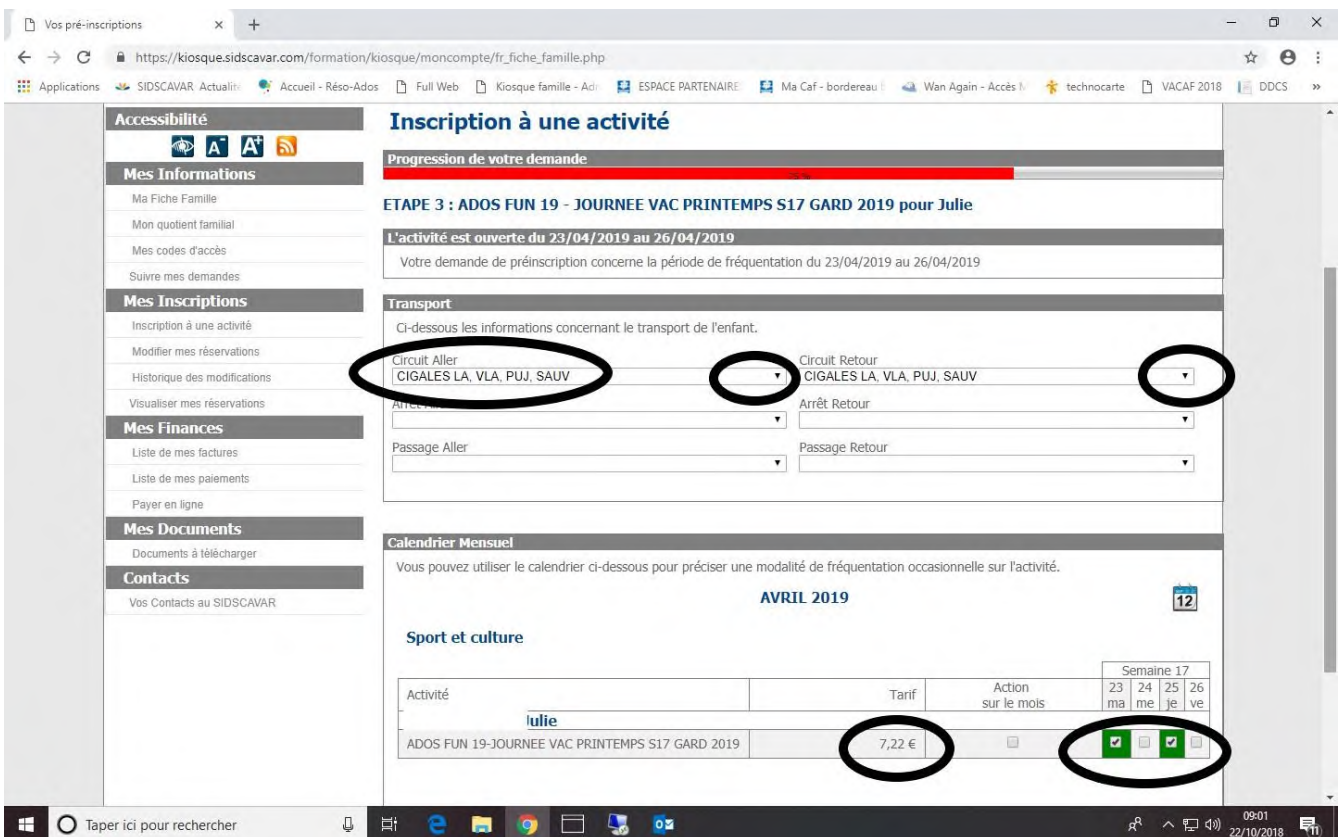 Vos pré-inscriptions
https://kiosque.sidscavar.com/formation/kiosque/moncompte/fr_fiche_famille.php
Applications SIDSCAVAR Actualit Accueil - Réso-Ados Full Web Kiosque famille - Ad ESPACE PARTENAIRE Ma Caf - bordereau Wan Again - Accès technocarte VACAF 2018 DDCS »
Accessibilité
A- A+
Mes Informations
Ma Fiche Famille
Mon quotient familial
Mes codes d'accès
Suivre mes demandes
Mes Inscriptions
Inscription à une activité
Modifier mes réservations
Historique des modifications
Visualiser mes réservations
Mes Finances
Liste de mes factures
Liste de mes paiements
Payer en ligne
Mes Documents
Documents à télécharger
Contacts
Vos Contacts au SIDSCAVAR
Inscription à une activité
Progression de votre demande
75 %
ETAPE 3 : ADOS FUN 19 - JOURNEE VAC PRINTEMPS S17 GARD 2019 pour Julie
L'activité est ouverte du 23/04/2019 au 26/04/2019
Votre demande de préinscription concerne la période de fréquentation du 23/04/2019 au 26/04/2019
Transport
Ci-dessous les informations concernant le transport de l'enfant.
Circuit Aller Circuit Retour
CIGALES LA, VLA, PUJ, SAUV CIGALES LA, VLA, PUJ, SAUV
Arrêt Aller Arrêt Retour
Passage Aller Passage Retour
Calendrier Mensuel
Vous pouvez utiliser le calendrier ci-dessous pour préciser une modalité de fréquentation occasionnelle sur l'activité.
AVRIL 2019
12
Sport et culture
Semaine 17
Activité Tarif Action sur le mois 23 ma 24 me 25 je 26 ve
Julie
ADOS FUN 19-JOURNEE VAC PRINTEMPS S17 GARD 2019 7,22 €
Taper ici pour rechercher
09:01
22/10/2018